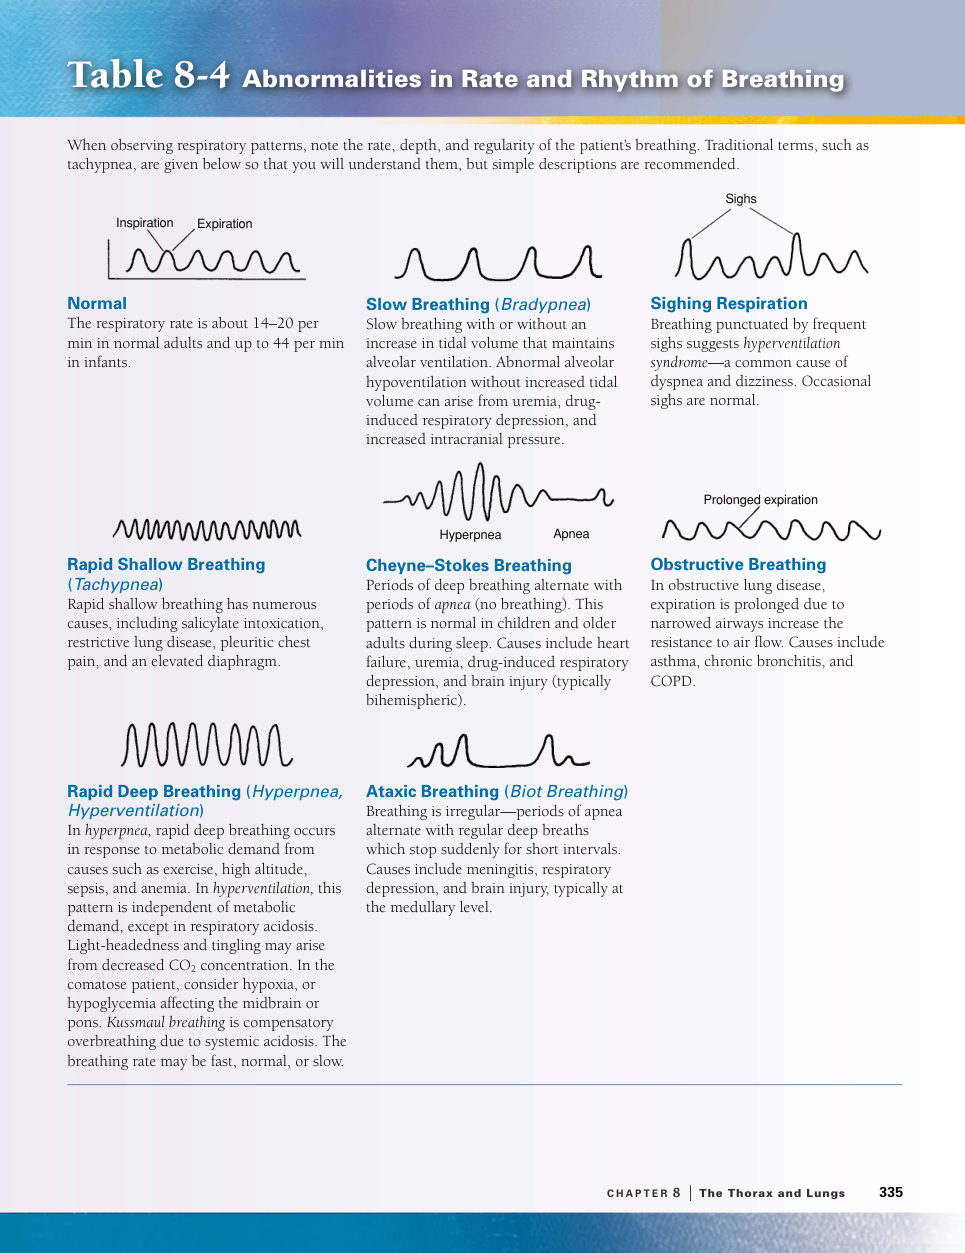 Table 8-4 Abnormalities in Rate and Rhythm of Breathing
When observing respiratory patterns, note the rate, depth, and regularity of the patient's breathing. Traditional terms, such as
tachypnea, are given below so that you will understand them, but simple descriptions are recommended.
Inspiration Expiration
Normal
The respiratory rate is about 14–20 per
min in normal adults and up to 44 per min
in infants.
Slow Breathing (Bradypnea)
Slow breathing with or without an
increase in tidal volume that maintains
alveolar ventilation. Abnormal alveolar
hypoventilation without increased tidal
volume can arise from uremia, drug-
induced respiratory depression, and
increased intracranial pressure.
Sighs
Sighing Respiration
Breathing punctuated by frequent
sighs suggests hyperventilation
syndrome—a common cause of
dyspnea and dizziness. Occasional
sighs are normal.
Rapid Shallow Breathing
(Tachypnea)
Rapid shallow breathing has numerous
causes, including salicylate intoxication,
restrictive lung disease, pleuritic chest
pain, and an elevated diaphragm.
Hyperpnea Apnea
Cheyne–Stokes Breathing
Periods of deep breathing alternate with
periods of apnea (no breathing). This
pattern is normal in children and older
adults during sleep. Causes include heart
failure, uremia, drug-induced respiratory
depression, and brain injury (typically
bihemispheric).
Prolonged expiration
Obstructive Breathing
In obstructive lung disease,
expiration is prolonged due to
narrowed airways increase the
resistance to air flow. Causes include
asthma, chronic bronchitis, and
COPD.
Rapid Deep Breathing (Hyperpnea,
Hyperventilation)
In hyperpnea, rapid deep breathing occurs
in response to metabolic demand from
causes such as exercise, high altitude,
sepsis, and anemia. In hyperventilation, this
pattern is independent of metabolic
demand, except in respiratory acidosis.
Light-headedness and tingling may arise
from decreased CO2 concentration. In the
comatose patient, consider hypoxia, or
hypoglycemia affecting the midbrain or
pons. Kussmaul breathing is compensatory
overbreathing due to systemic acidosis. The
breathing rate may be fast, normal, or slow.
Ataxic Breathing (Biot Breathing)
Breathing is irregular—periods of apnea
alternate with regular deep breaths
which stop suddenly for short intervals.
Causes include meningitis, respiratory
depression, and brain injury, typically at
the medullary level.
CHAPTER 8 | The Thorax and Lungs 335